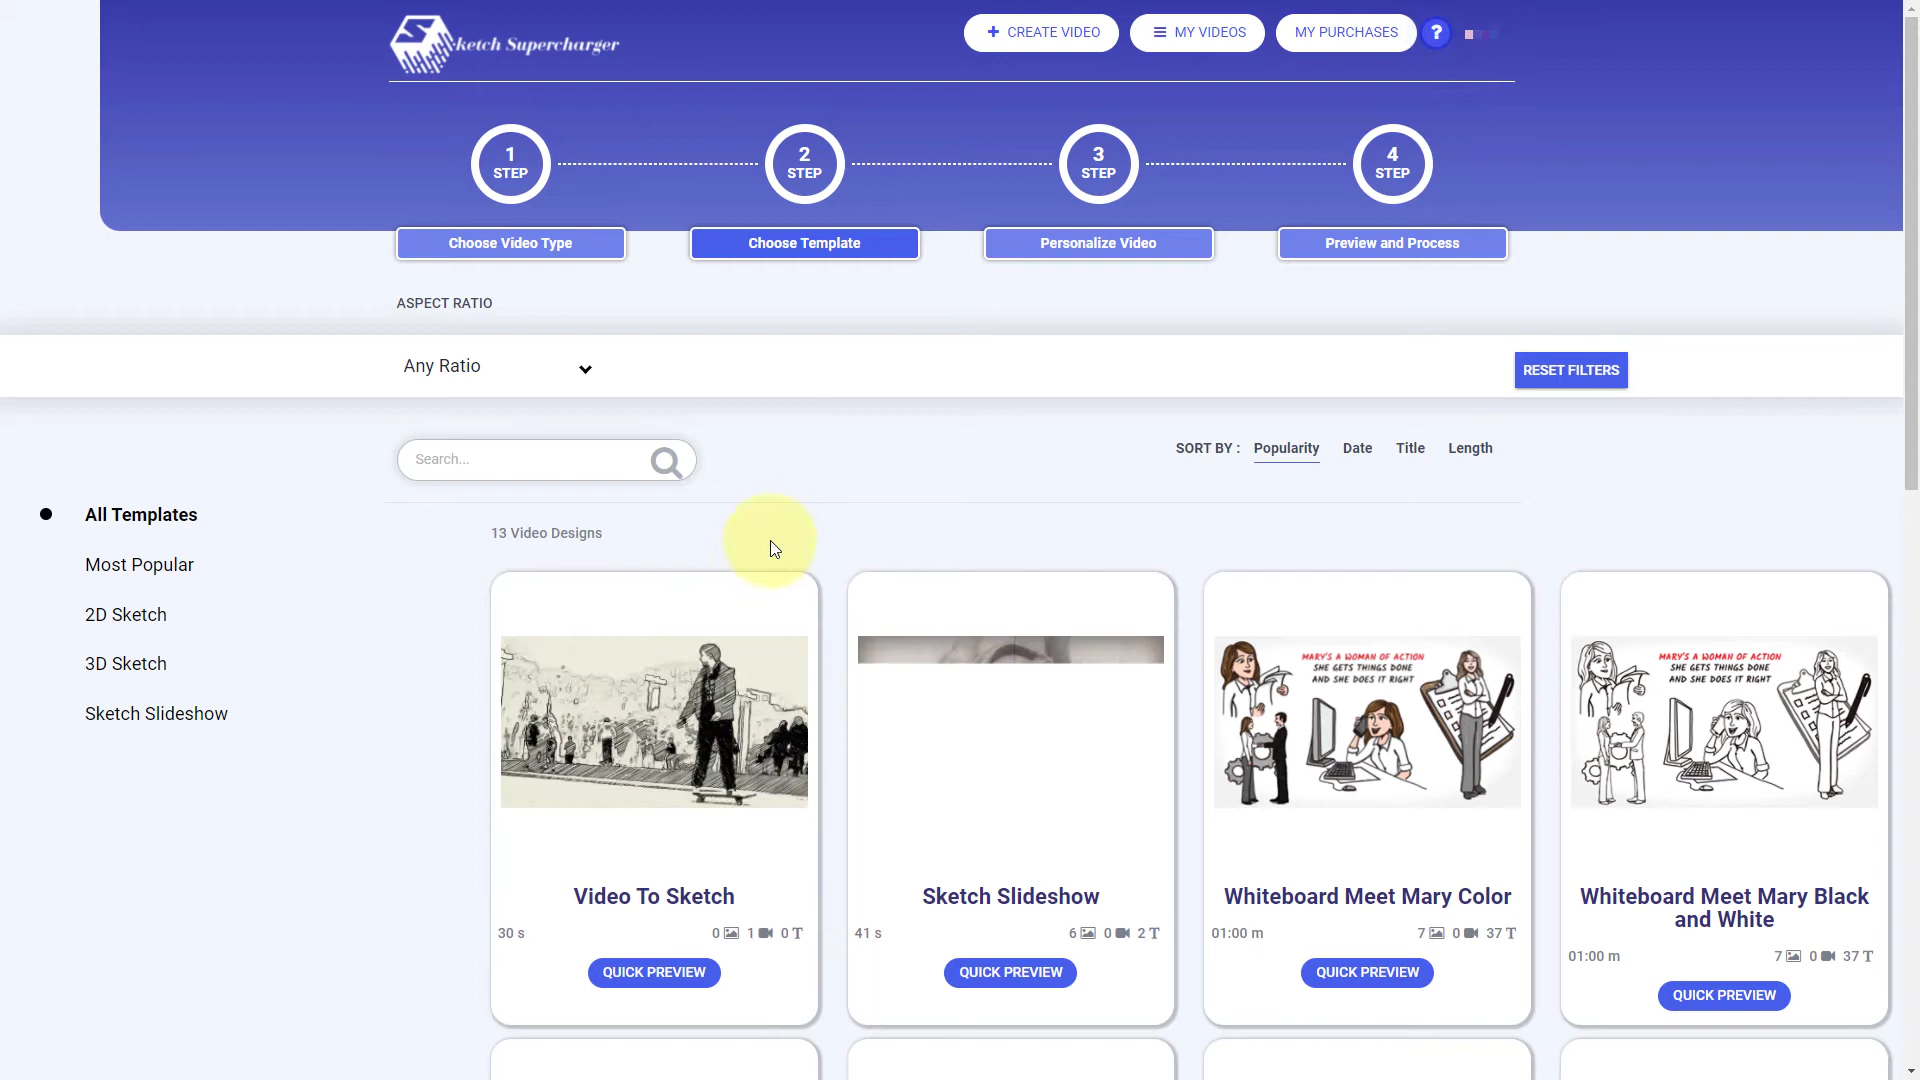 Sketch Supercharger
+ CREATE VIDEO
MY VIDEOS
MY PURCHASES
?
1
STEP
2
STEP
3
STEP
4
STEP
Choose Video Type
Choose Template
Personalize Video
Preview and Process
ASPECT RATIO
Any Ratio
RESET FILTERS
Search...
SORT BY : Popularity Date Title Length
All Templates
Most Popular
2D Sketch
3D Sketch
Sketch Slideshow
13 Video Designs
Video To Sketch
30 s
0 1 0 T
QUICK PREVIEW
Sketch Slideshow
41 s
6 0 2 T
QUICK PREVIEW
MARY'S A WOMAN OF ACTION
SHE GETS THINGS DONE
AND SHE DOES IT RIGHT
Whiteboard Meet Mary Color
01:00 m
7 0 37 T
QUICK PREVIEW
MARY'S A WOMAN OF ACTION
SHE GETS THINGS DONE
AND SHE DOES IT RIGHT
Whiteboard Meet Mary Black
and White
01:00 m
7 0 37 T
QUICK PREVIEW